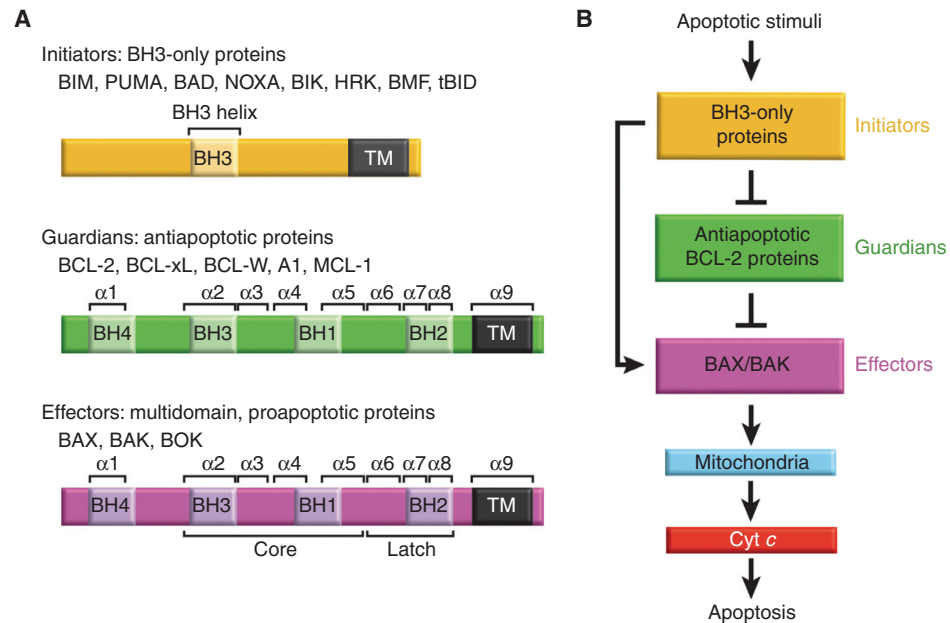 A
Initiators: BH3-only proteins
BIM, PUMA, BAD, NOXA, BIK, HRK, BMF, tBID
BH3 helix
BH3 TM
Guardians: antiapoptotic proteins
BCL-2, BCL-xL, BCL-W, A1, MCL-1
α1 α2 α3 α4 α5 α6 α7 α8 α9
BH4 BH3 BH1 BH2 TM
Effectors: multidomain, proapoptotic proteins
BAX, BAK, BOK
α1 α2 α3 α4 α5 α6 α7 α8 α9
BH4 BH3 BH1 BH2 TM
Core Latch
B
Apoptotic stimuli
BH3-only
proteins
Initiators
Antiapoptotic
BCL-2 proteins
Guardians
BAX/BAK
Effectors
Mitochondria
Cyt c
Apoptosis